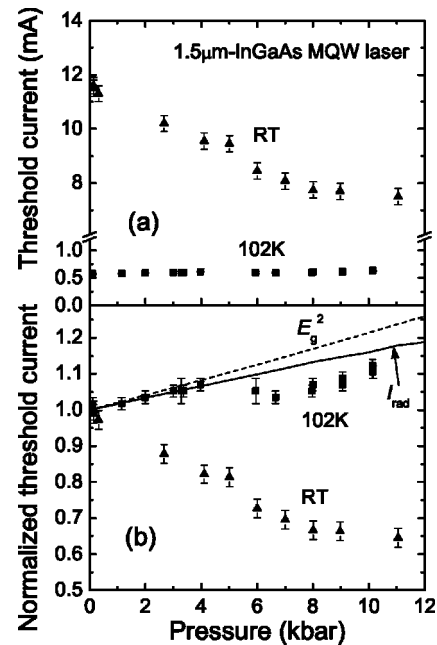 Threshold current (mA)
14
12
10
8
1.0
0.5
0.0
1.5μm-InGaAs MQW laser
RT
(a)
102K
Normalized threshold current
1.2
1.1
1.0
0.9
0.8
0.7
0.6
0.5
E_g^2
I_rad
102K
RT
(b)
0 2 4 6 8 10 12
Pressure (kbar)